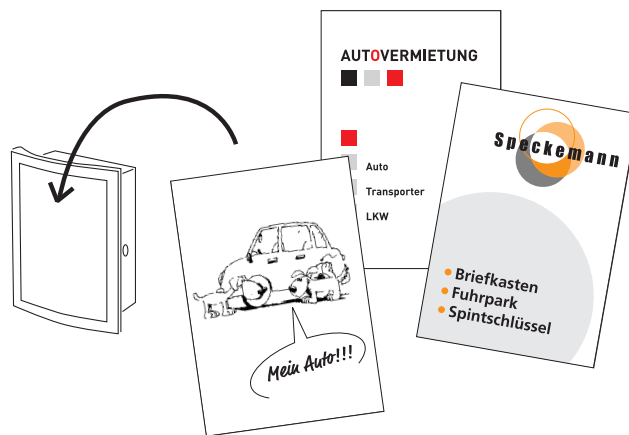 AUTOVERMIETUNG
Auto
Transporter
LKW
Speckemann
Briefkasten
Fuhrpark
Spintschlüssel
Mein Auto!!!